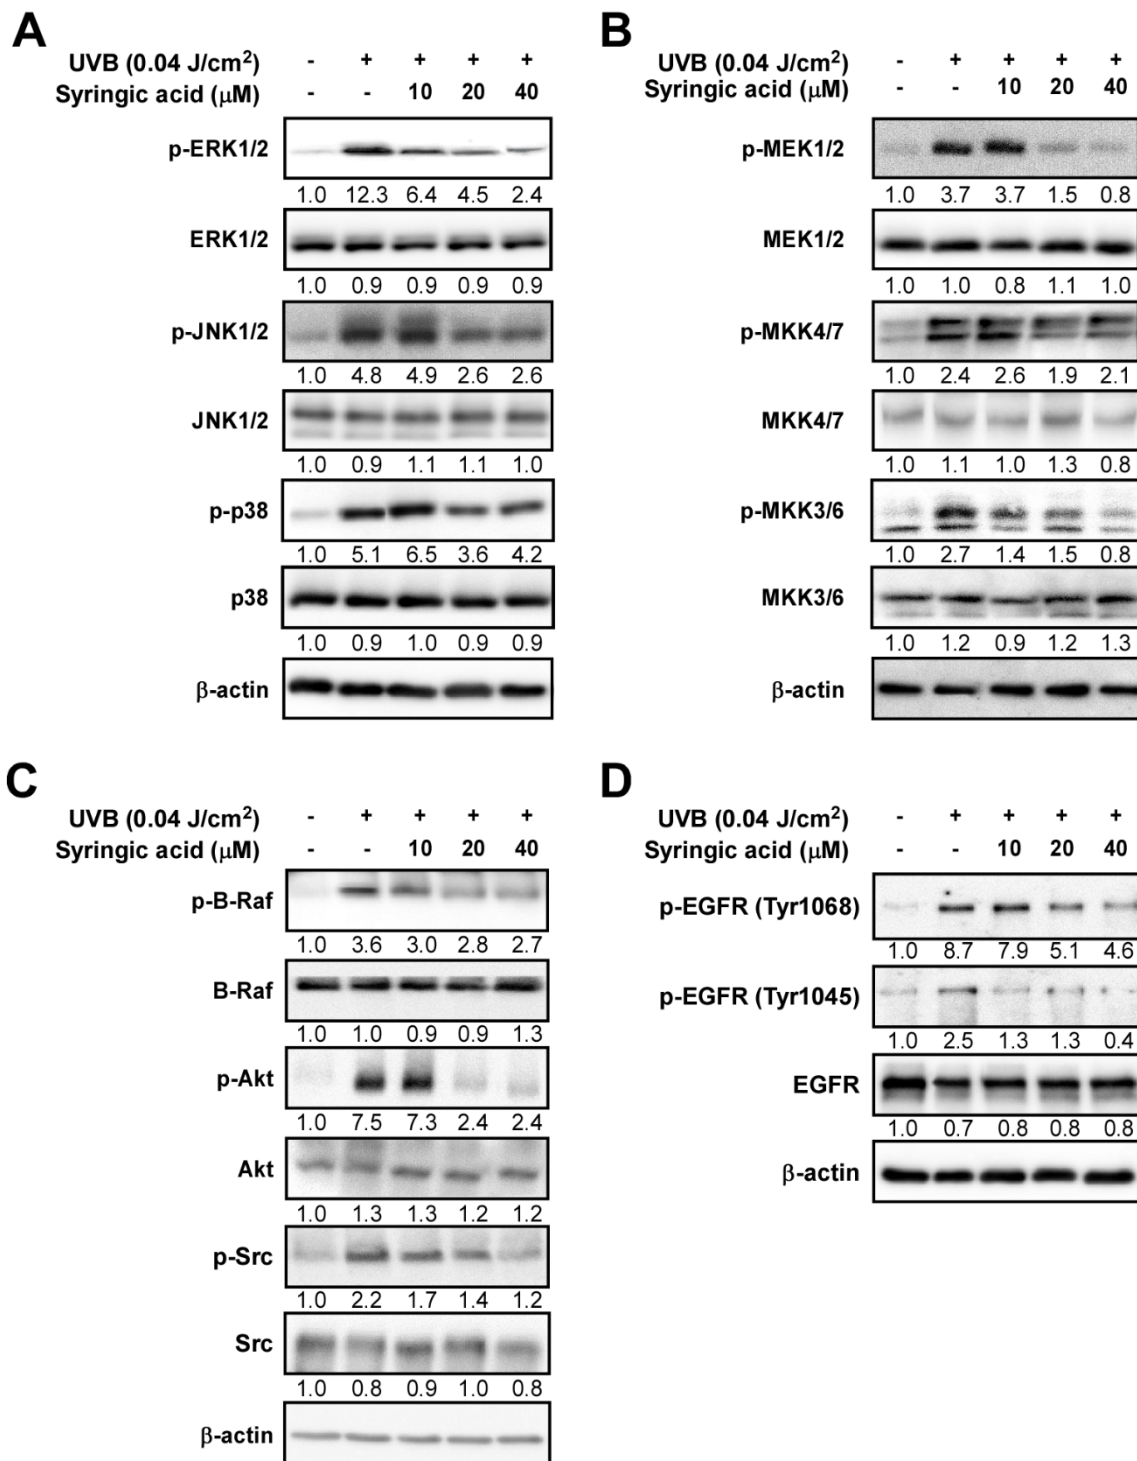 A
UVB (0.04 J/cm²) - + + + +
Syringic acid (μM) - - 10 20 40
p-ERK1/2
1.0 12.3 6.4 4.5 2.4
ERK1/2
1.0 0.9 0.9 0.9 0.9
p-JNK1/2
1.0 4.8 4.9 2.6 2.6
JNK1/2
1.0 0.9 1.1 1.1 1.0
p-p38
1.0 5.1 6.5 3.6 4.2
p38
1.0 0.9 1.0 0.9 0.9
β-actin
B
UVB (0.04 J/cm²) - + + + +
Syringic acid (μM) - - 10 20 40
p-MEK1/2
1.0 3.7 3.7 1.5 0.8
MEK1/2
1.0 1.0 0.8 1.1 1.0
p-MKK4/7
1.0 2.4 2.6 1.9 2.1
MKK4/7
1.0 1.1 1.0 1.3 0.8
p-MKK3/6
1.0 2.7 1.4 1.5 0.8
MKK3/6
1.0 1.2 0.9 1.2 1.3
β-actin
C
UVB (0.04 J/cm²) - + + + +
Syringic acid (μM) - - 10 20 40
p-B-Raf
1.0 3.6 3.0 2.8 2.7
B-Raf
1.0 1.0 0.9 0.9 1.3
p-Akt
1.0 7.5 7.3 2.4 2.4
Akt
1.0 1.3 1.3 1.2 1.2
p-Src
1.0 2.2 1.7 1.4 1.2
Src
1.0 0.8 0.9 1.0 0.8
β-actin
D
UVB (0.04 J/cm²) - + + + +
Syringic acid (μM) - - 10 20 40
p-EGFR (Tyr1068)
1.0 8.7 7.9 5.1 4.6
p-EGFR (Tyr1045)
1.0 2.5 1.3 1.3 0.4
EGFR
1.0 0.7 0.8 0.8 0.8
β-actin